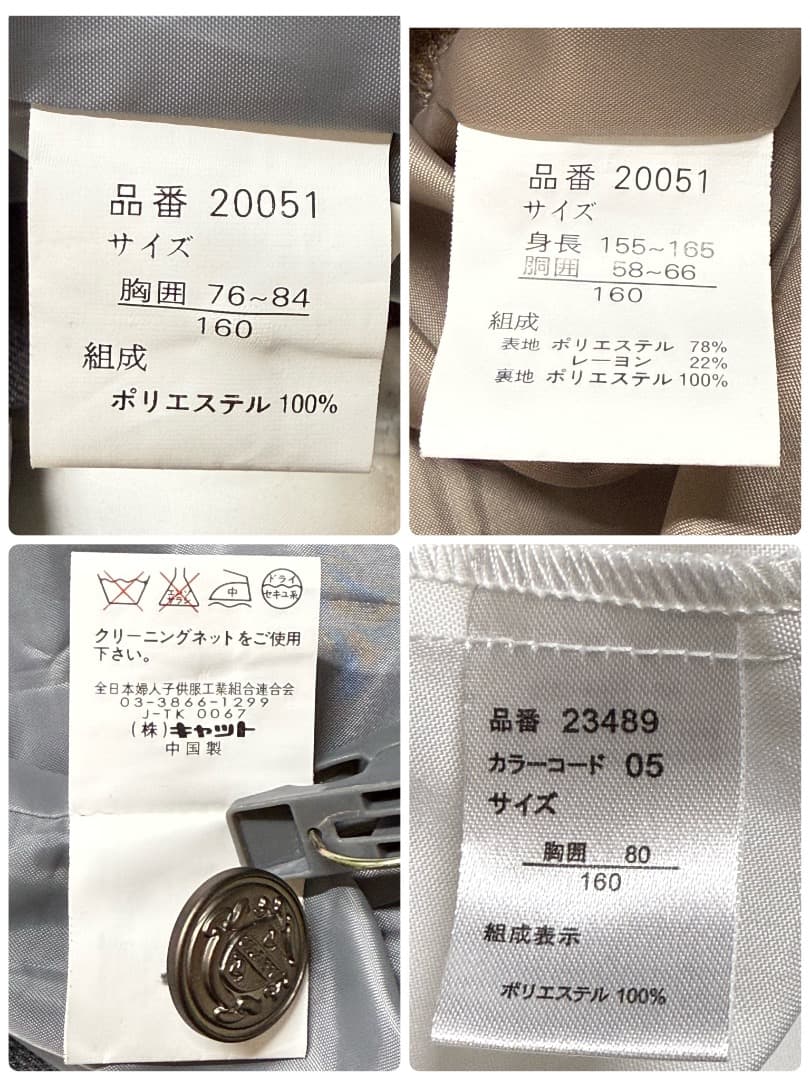 品番 20051
サイズ
胸囲 76~84
160
組成
ポリエステル 100%
品番 20051
サイズ
身長 155~165
胴囲 58~66
160
組成
表地 ポリエステル 78%
レーヨン 22%
裏地 ポリエステル 100%
エンソ サラシ
中
ドライ
セキユ系
クリーニングネットをご使用
下さい。
全日本婦人子供服工業組合連合会
03-3866-1299
J-TK 0067
(株)キャット
中国製
品番 23489
カラーコード 05
サイズ
胸囲 80
160
組成表示
ポリエステル 100%